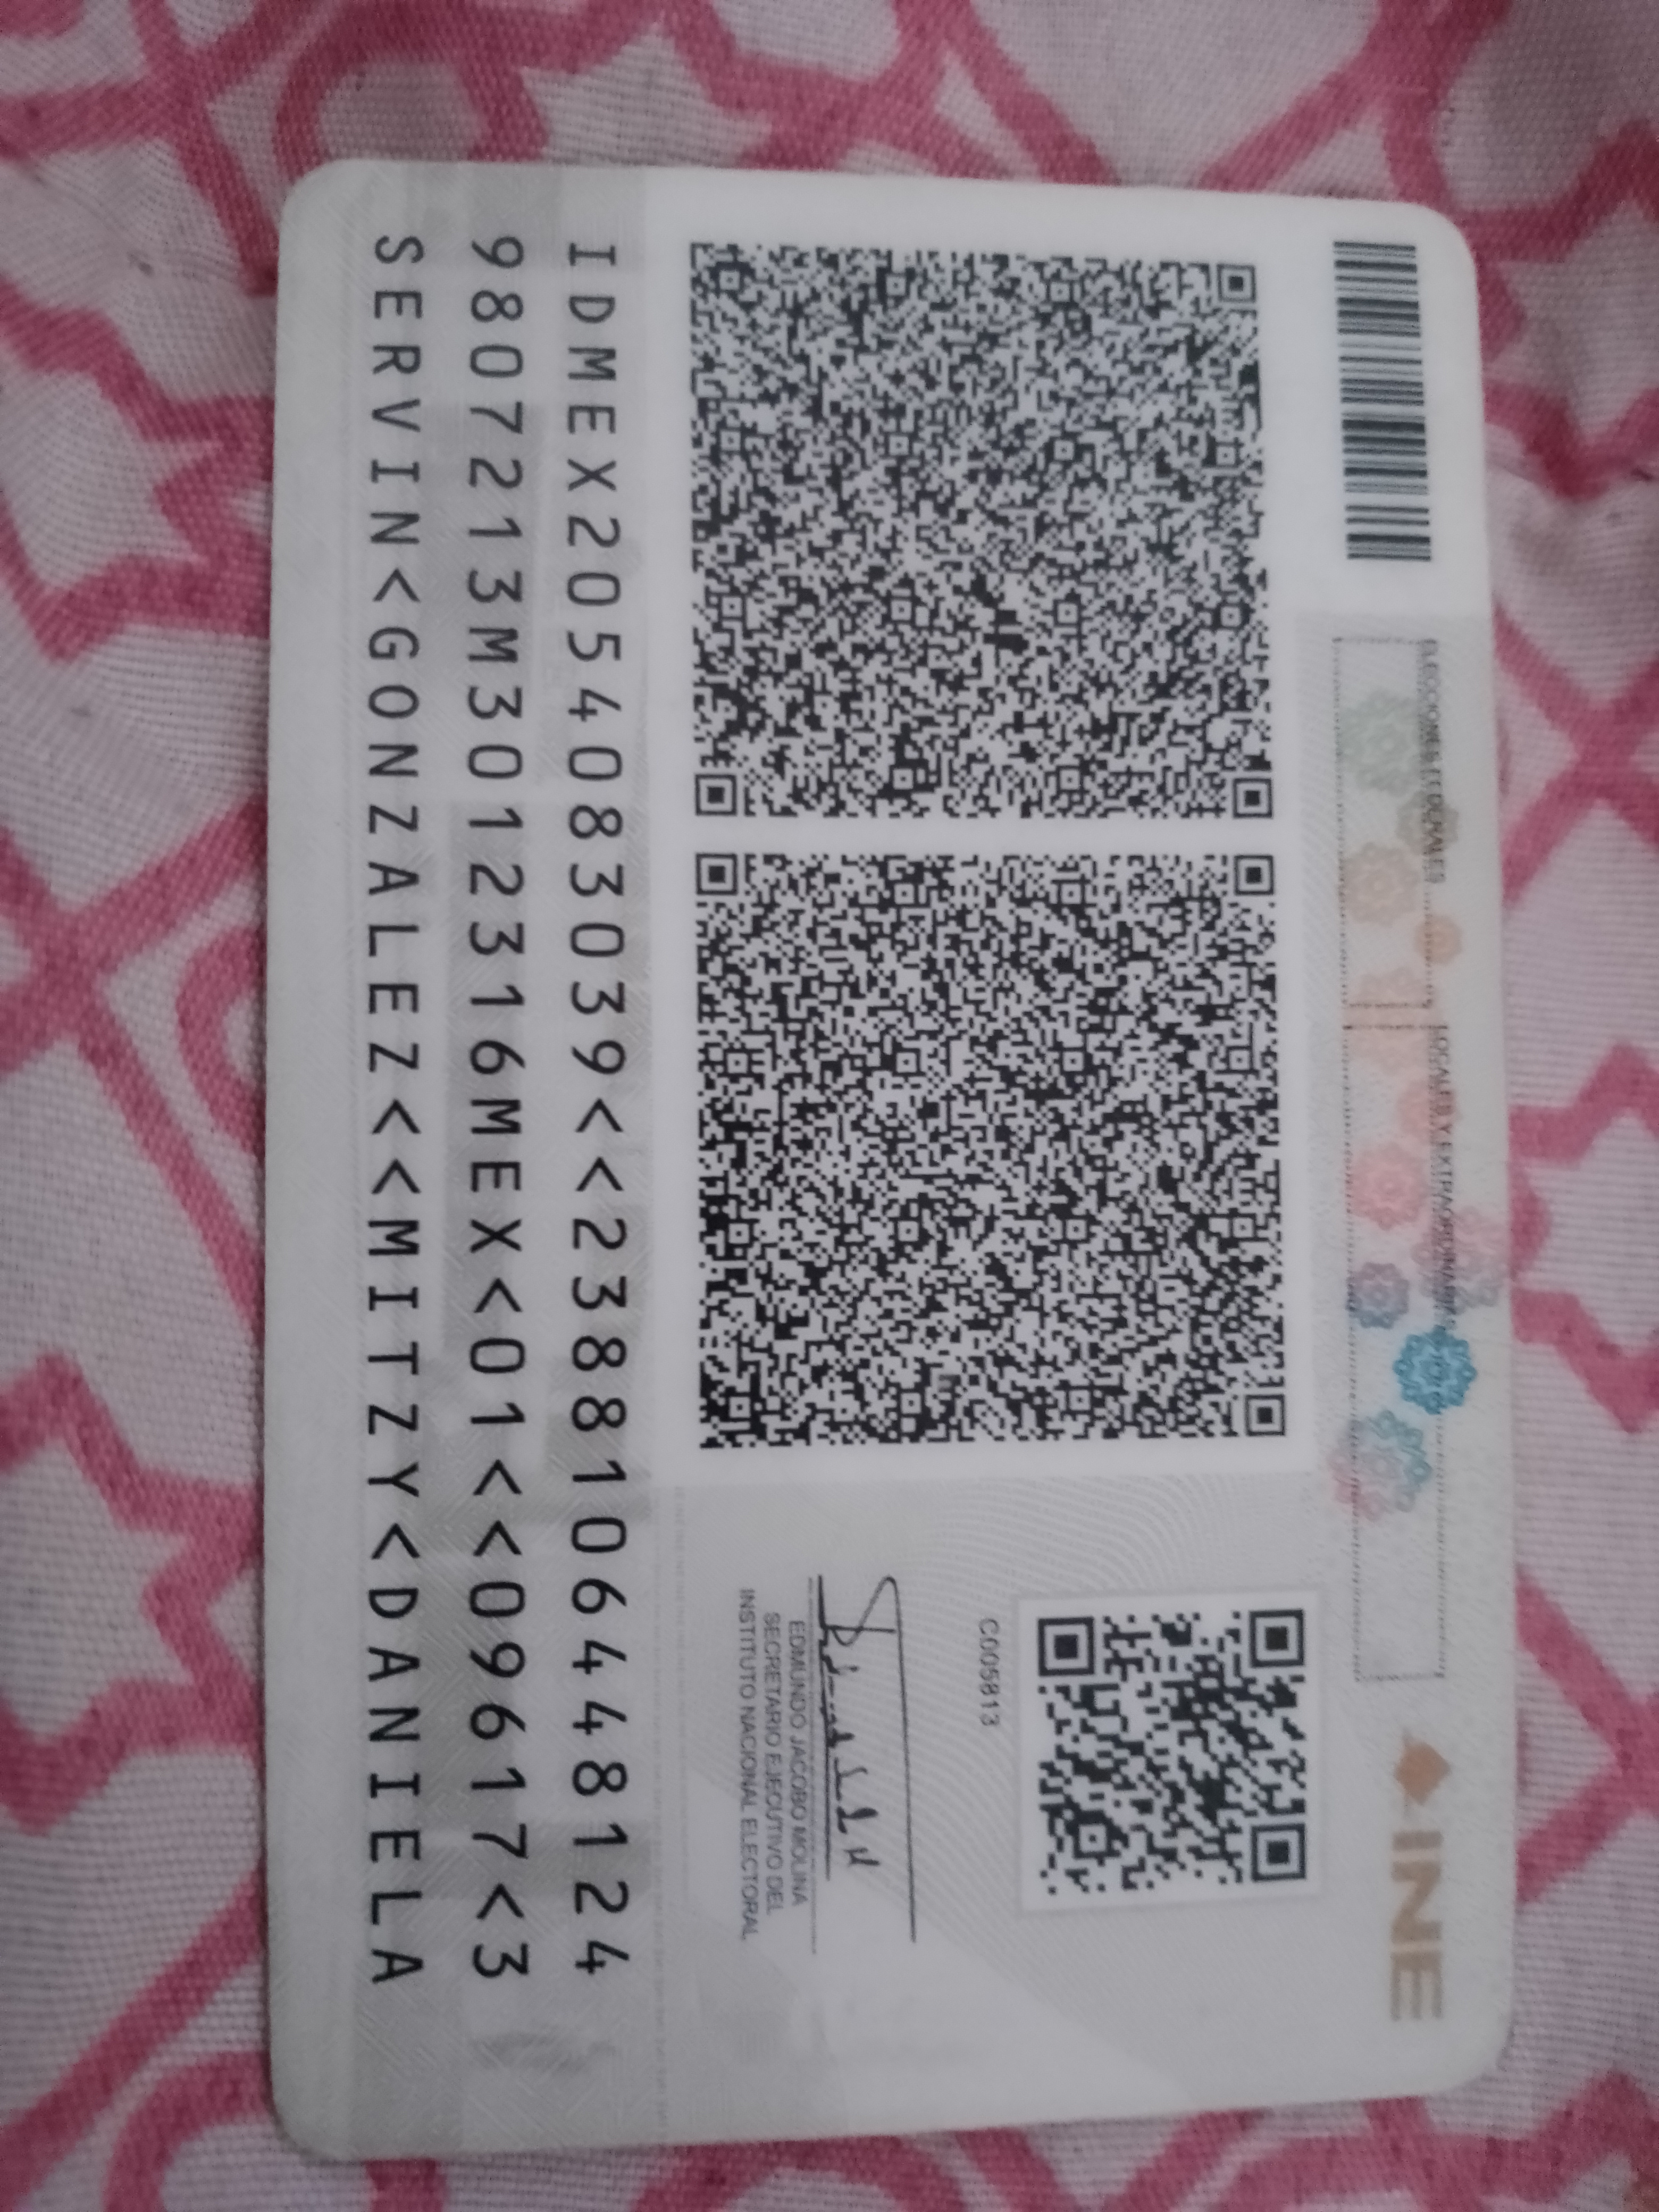 ELECCIONES FEDERALES
LOCALES Y EXTRAORDINARIAS
INE
C005813
EDMUNDO JACOBO MOLINA
SECRETARIO EJECUTIVO DEL
INSTITUTO NACIONAL ELECTORAL
IDMEX2054083039<<2388106448124
9807213M3012316MEX<01<<09617<3
SERVIN<GONZALEZ<<MITZY<DANIELA